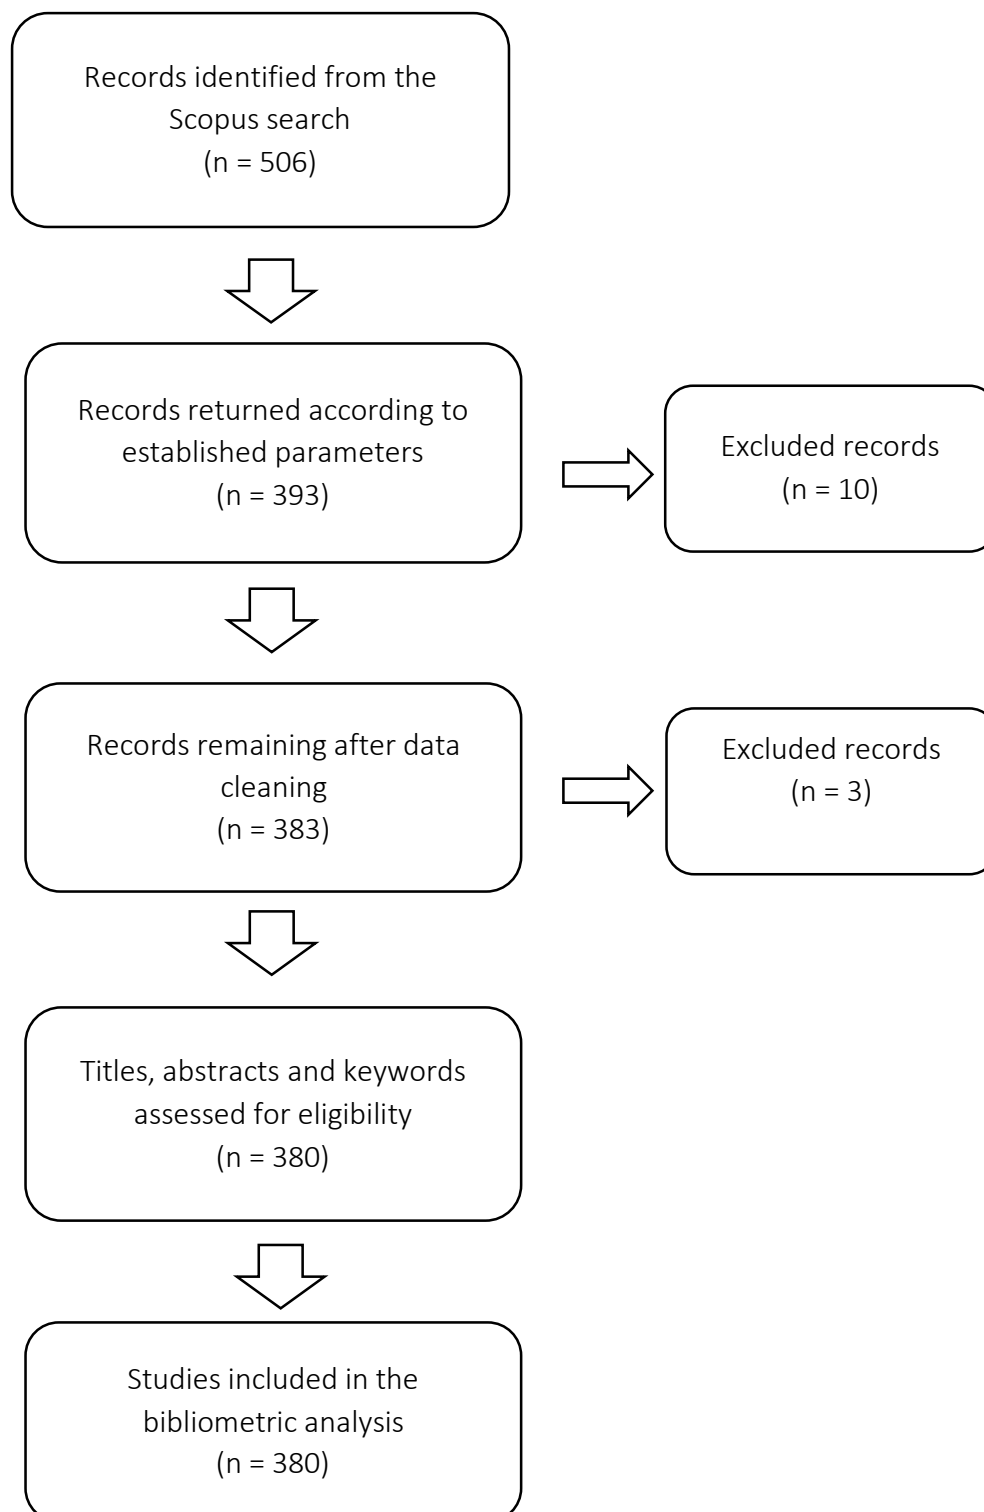 Records identified from the
Scopus search
(n = 506)
Records returned according to
established parameters
(n = 393)
Excluded records
(n = 10)
Records remaining after data
cleaning
(n = 383)
Excluded records
(n = 3)
Titles, abstracts and keywords
assessed for eligibility
(n = 380)
Studies included in the
bibliometric analysis
(n = 380)